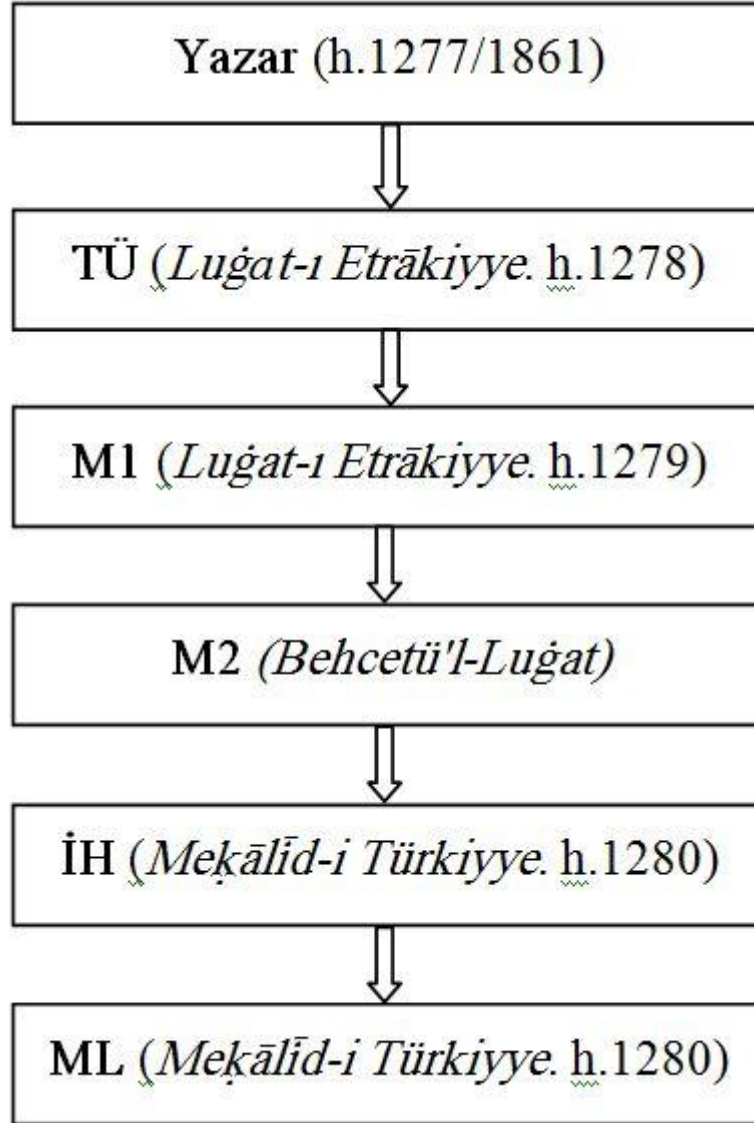 Yazar (h.1277/1861)
TÜ (Luġat-ı Etrākiyye. h.1278)
M1 (Luġat-ı Etrākiyye. h.1279)
M2 (Behcetü'l-Luġat)
İH (Meḳālīd-i Türkiyye. h.1280)
ML (Meḳālīd-i Türkiyye. h.1280)